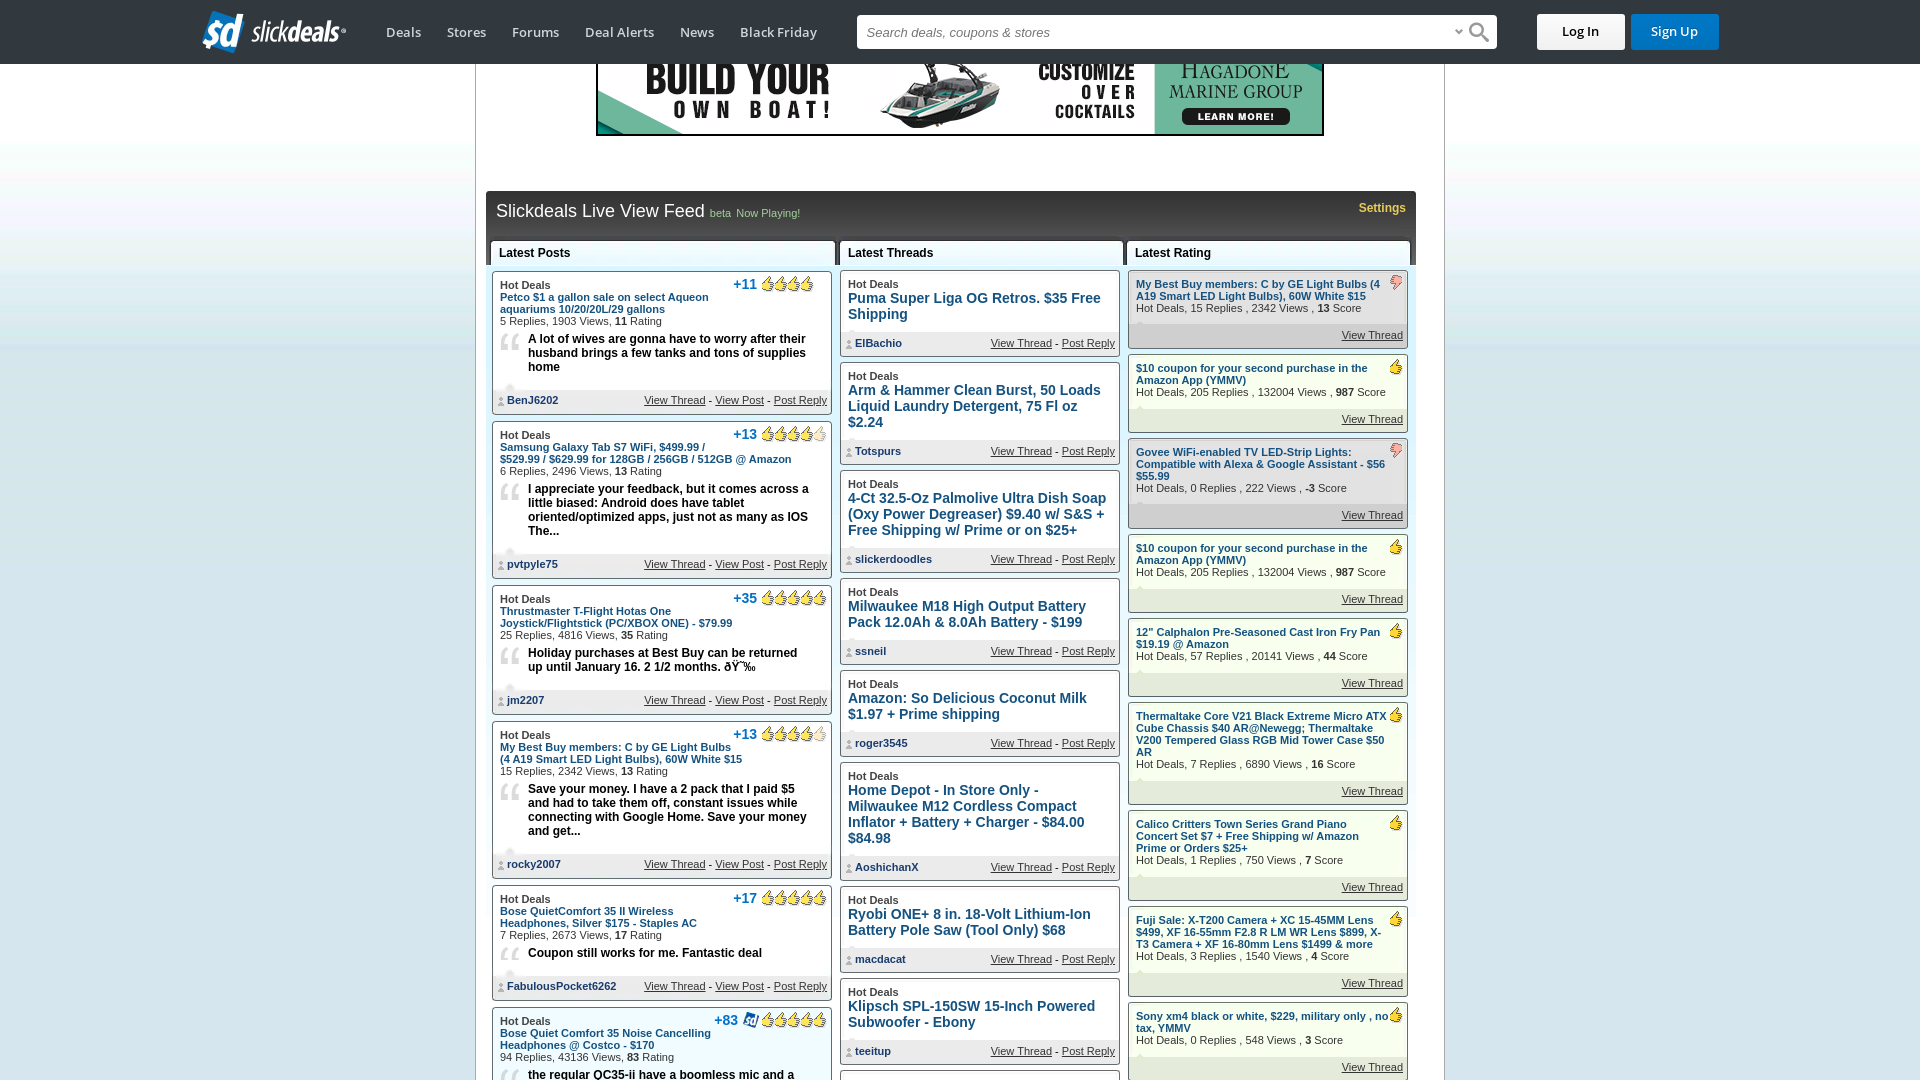 slickdeals
Deals
Stores
Forums
Deal Alerts
News
Black Friday
Search deals, coupons & stores
Log In
Sign Up
BUILD YOUR
OWN BOAT!
CUSTOMIZE
OVER
COCKTAILS
HAGADONE
MARINE GROUP
LEARN MORE!
Slickdeals Live View Feed beta Now Playing!
Settings
Latest Posts
Hot Deals +11
Petco $1 a gallon sale on select Aqueon
aquariums 10/20/20L/29 gallons
5 Replies, 1903 Views, 11 Rating
A lot of wives are gonna have to worry after their
husband brings a few tanks and tons of supplies
home
BenJ6202 View Thread - View Post - Post Reply
Hot Deals +13
Samsung Galaxy Tab S7 WiFi, $499.99 /
$529.99 / $629.99 for 128GB / 256GB / 512GB @ Amazon
6 Replies, 2496 Views, 13 Rating
I appreciate your feedback, but it comes across a
little biased: Android does have tablet
oriented/optimized apps, just not as many as IOS
The...
pvtpyle75 View Thread - View Post - Post Reply
Hot Deals +35
Thrustmaster T-Flight Hotas One
Joystick/Flightstick (PC/XBOX ONE) - $79.99
25 Replies, 4816 Views, 35 Rating
Holiday purchases at Best Buy can be returned
up until January 16. 2 1/2 months. ðŸ˜‰
jm2207 View Thread - View Post - Post Reply
Hot Deals +13
My Best Buy members: C by GE Light Bulbs
(4 A19 Smart LED Light Bulbs), 60W White $15
15 Replies, 2342 Views, 13 Rating
Save your money. I have a 2 pack that I paid $5
and had to take them off, constant issues while
connecting with Google Home. Save your money
and get...
rocky2007 View Thread - View Post - Post Reply
Hot Deals +17
Bose QuietComfort 35 II Wireless
Headphones, Silver $175 - Staples AC
7 Replies, 2673 Views, 17 Rating
Coupon still works for me. Fantastic deal
FabulousPocket6262 View Thread - View Post - Post Reply
Hot Deals +83
Bose Quiet Comfort 35 Noise Cancelling
Headphones @ Costco - $170
94 Replies, 43136 Views, 83 Rating
the regular QC35-ii have a boomless mic and a
Latest Threads
Hot Deals
Puma Super Liga OG Retros. $35 Free
Shipping
ElBachio View Thread - Post Reply
Hot Deals
Arm & Hammer Clean Burst, 50 Loads
Liquid Laundry Detergent, 75 Fl oz
$2.24
Totspurs View Thread - Post Reply
Hot Deals
4-Ct 32.5-Oz Palmolive Ultra Dish Soap
(Oxy Power Degreaser) $9.40 w/ S&S +
Free Shipping w/ Prime or on $25+
slickerdoodles View Thread - Post Reply
Hot Deals
Milwaukee M18 High Output Battery
Pack 12.0Ah & 8.0Ah Battery - $199
ssneil View Thread - Post Reply
Hot Deals
Amazon: So Delicious Coconut Milk
$1.97 + Prime shipping
roger3545 View Thread - Post Reply
Hot Deals
Home Depot - In Store Only -
Milwaukee M12 Cordless Compact
Inflator + Battery + Charger - $84.00
$84.98
AoshichanX View Thread - Post Reply
Hot Deals
Ryobi ONE+ 8 in. 18-Volt Lithium-Ion
Battery Pole Saw (Tool Only) $68
macdacat View Thread - Post Reply
Hot Deals
Klipsch SPL-150SW 15-Inch Powered
Subwoofer - Ebony
teeitup View Thread - Post Reply
Latest Rating
My Best Buy members: C by GE Light Bulbs (4
A19 Smart LED Light Bulbs), 60W White $15
Hot Deals, 15 Replies , 2342 Views , 13 Score
View Thread
$10 coupon for your second purchase in the
Amazon App (YMMV)
Hot Deals, 205 Replies , 132004 Views , 987 Score
View Thread
Govee WiFi-enabled TV LED-Strip Lights:
Compatible with Alexa & Google Assistant - $56
$55.99
Hot Deals, 0 Replies , 222 Views , -3 Score
View Thread
$10 coupon for your second purchase in the
Amazon App (YMMV)
Hot Deals, 205 Replies , 132004 Views , 987 Score
View Thread
12" Calphalon Pre-Seasoned Cast Iron Fry Pan
$19.19 @ Amazon
Hot Deals, 57 Replies , 20141 Views , 44 Score
View Thread
Thermaltake Core V21 Black Extreme Micro ATX
Cube Chassis $40 AR@Newegg; Thermaltake
V200 Tempered Glass RGB Mid Tower Case $50
AR
Hot Deals, 7 Replies , 6890 Views , 16 Score
View Thread
Calico Critters Town Series Grand Piano
Concert Set $7 + Free Shipping w/ Amazon
Prime or Orders $25+
Hot Deals, 1 Replies , 750 Views , 7 Score
View Thread
Fuji Sale: X-T200 Camera + XC 15-45MM Lens
$499, XF 16-55mm F2.8 R LM WR Lens $899, X-
T3 Camera + XF 16-80mm Lens $1499 & more
Hot Deals, 3 Replies , 1540 Views , 4 Score
View Thread
Sony xm4 black or white, $229, military only , no
tax, YMMV
Hot Deals, 0 Replies , 548 Views , 3 Score
View Thread